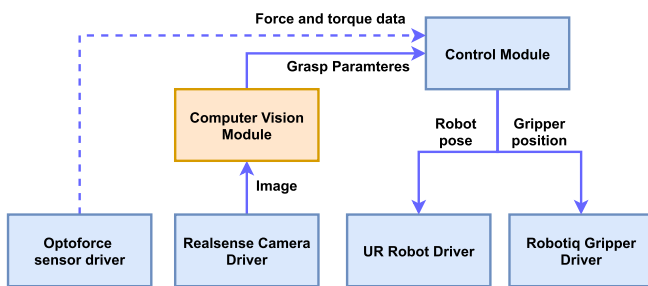 Force and torque data
Control Module
Grasp Paramteres
Computer Vision
Module
Robot
pose
Gripper
position
Image
Optoforce
sensor driver
Realsense Camera
Driver
UR Robot Driver
Robotiq Gripper
Driver